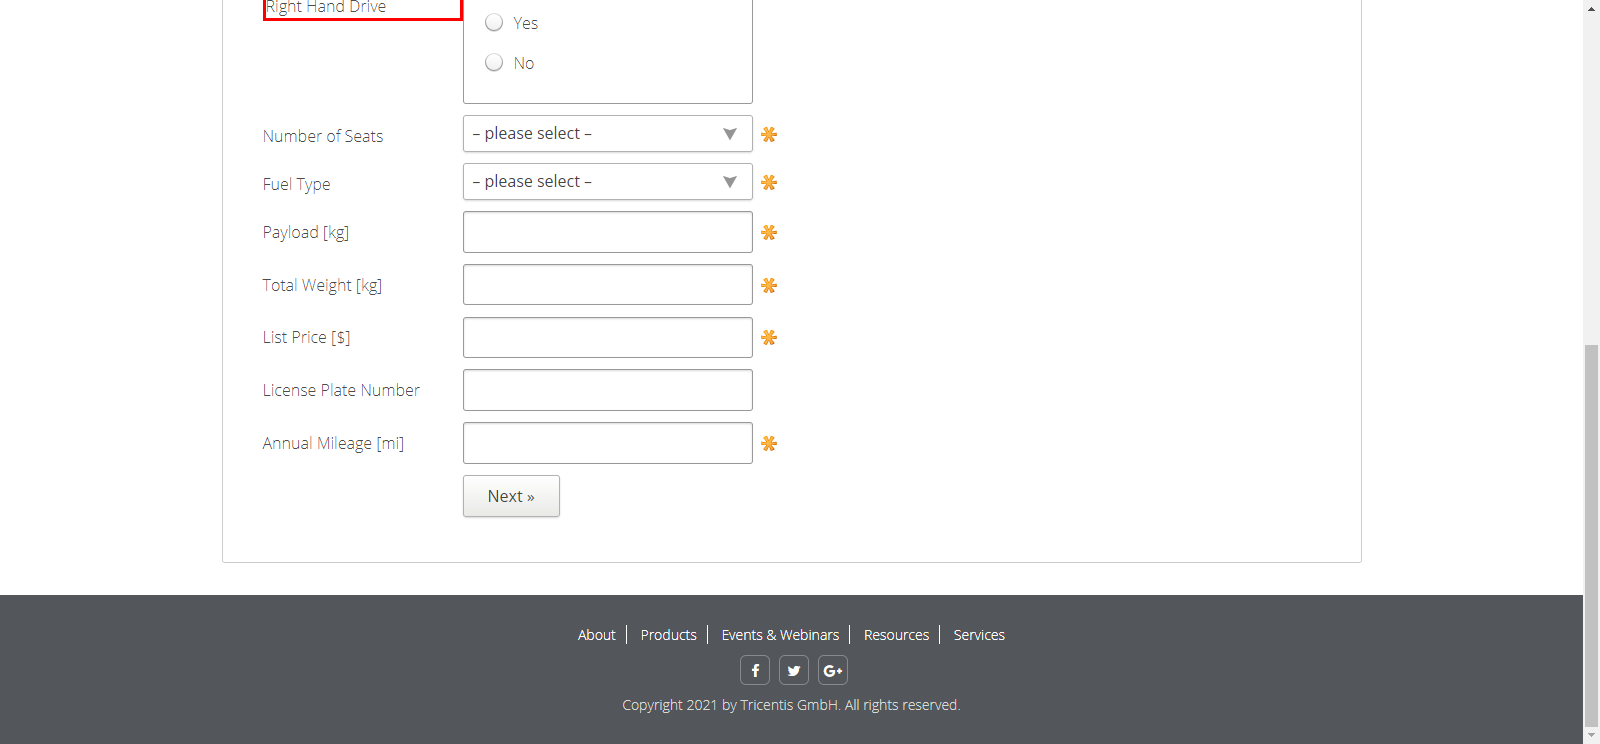 Right Hand Drive
Yes
No
Number of Seats
– please select –
Fuel Type
– please select –
Payload [kg]
Total Weight [kg]
List Price [$]
License Plate Number
Annual Mileage [mi]
Next »
About Products Events & Webinars Resources Services
Copyright 2021 by Tricentis GmbH. All rights reserved.